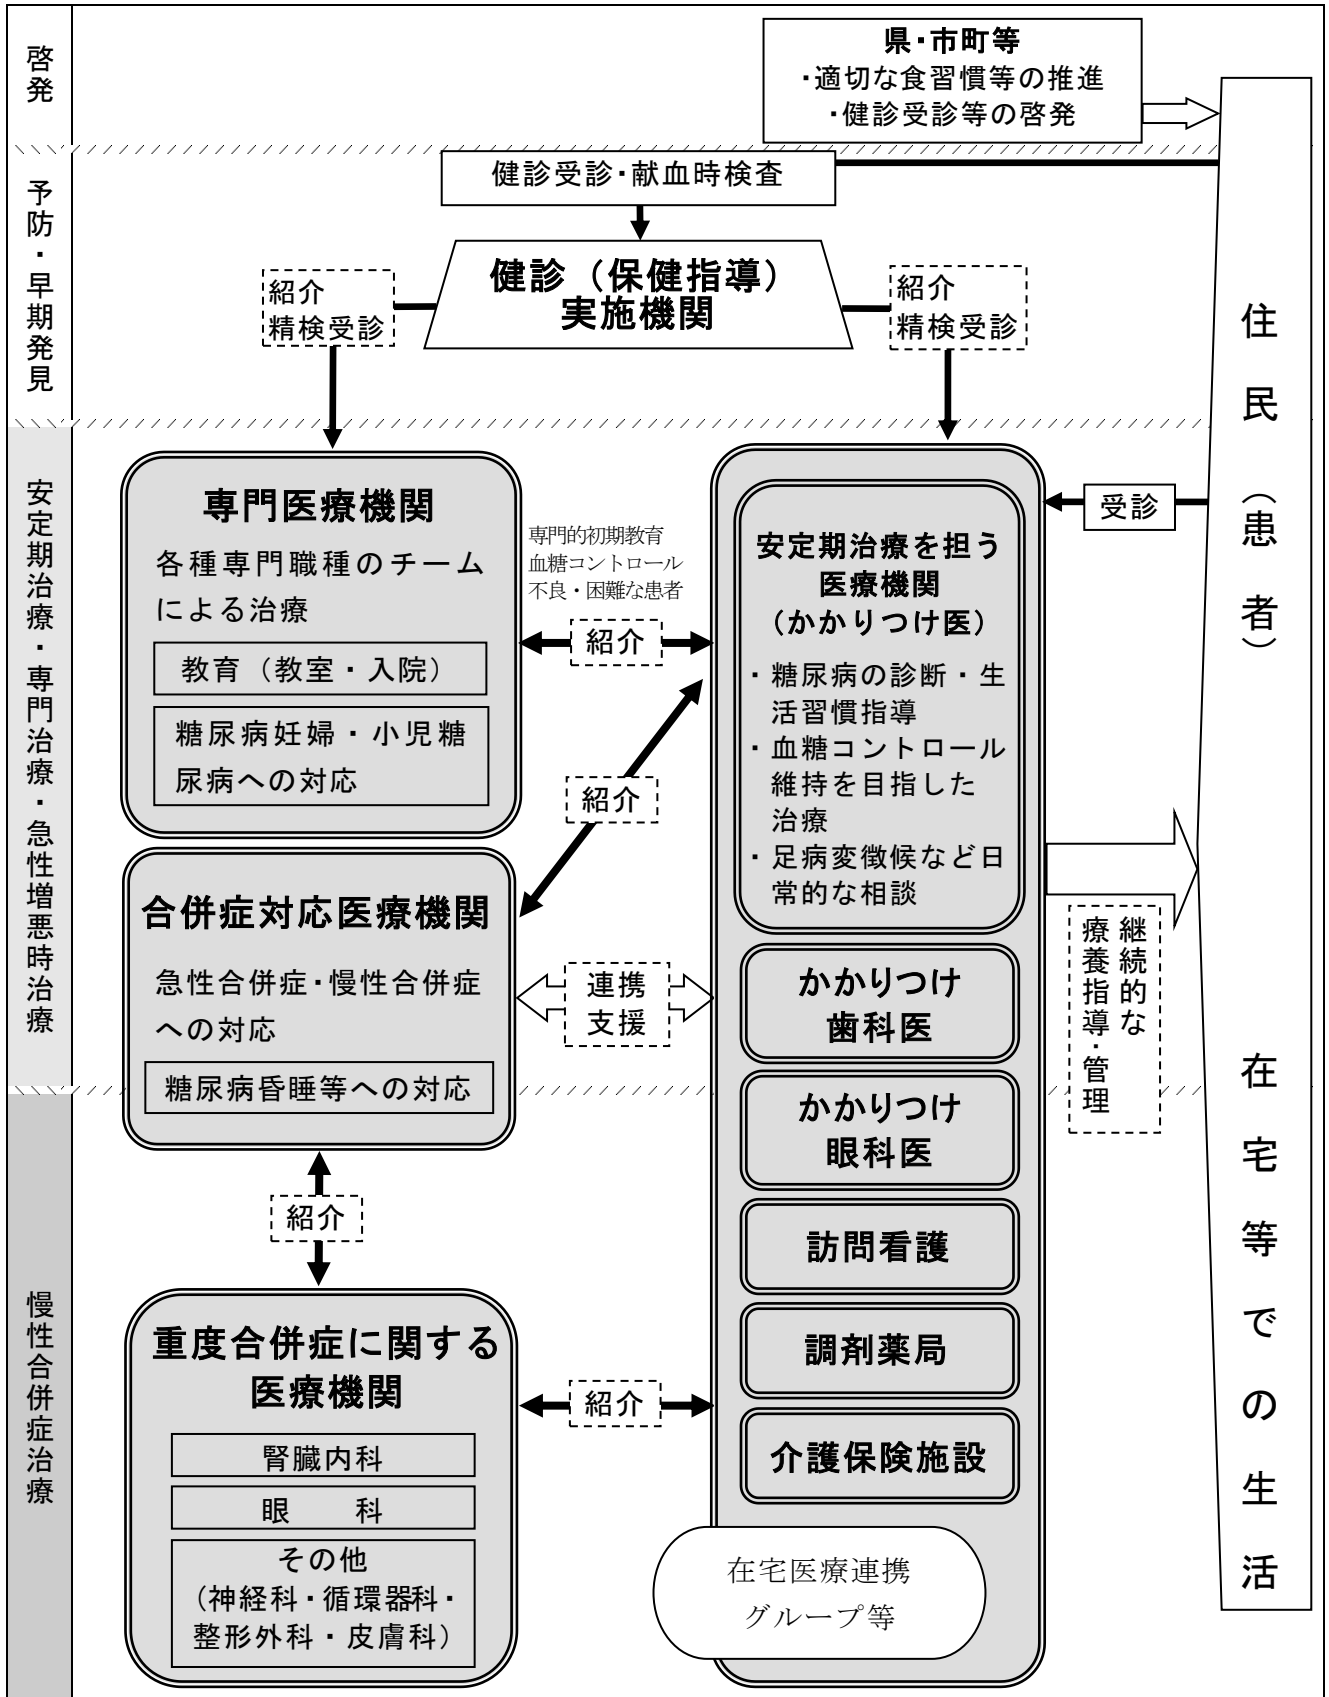 啓発
県・市町等
・適切な食習慣等の推進
・健診受診等の啓発
予防・早期発見
健診受診・献血時検査
健診（保健指導）
実施機関
紹介
精検受診
紹介
精検受診
住民（患者）
在宅等での生活
安定期治療・専門治療・急性増悪時治療
専門医療機関
各種専門職種のチーム
による治療
教育（教室・入院）
糖尿病妊婦・小児糖
尿病への対応
専門的初期教育
血糖コントロール
不良・困難な患者
紹介
紹介
安定期治療を担う
医療機関
（かかりつけ医）
・糖尿病の診断・生
活習慣指導
・血糖コントロール
維持を目指した
治療
・足病変徴候など日
常的な相談
受診
合併症対応医療機関
急性合併症・慢性合併症
への対応
糖尿病昏睡等への対応
連携
支援
かかりつけ
歯科医
かかりつけ
眼科医
訪問看護
調剤薬局
介護保険施設
在宅医療連携
グループ等
継続的な
療養指導・管理
慢性合併症治療
紹介
重度合併症に関する
医療機関
腎臓内科
眼　科
その他
（神経科・循環器科・
整形外科・皮膚科）
紹介